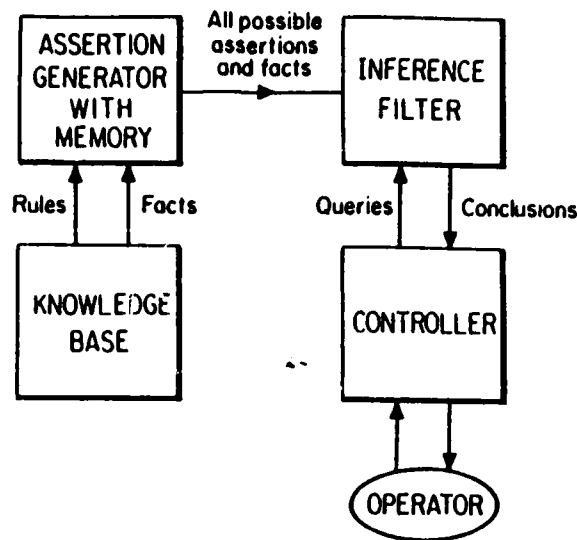 ASSERTION
GENERATOR
WITH
MEMORY
All possible
assertions
and facts
INFERENCE
FILTER
Rules
Facts
Queries
Conclusions
KNOWLEDGE
BASE
CONTROLLER
OPERATOR